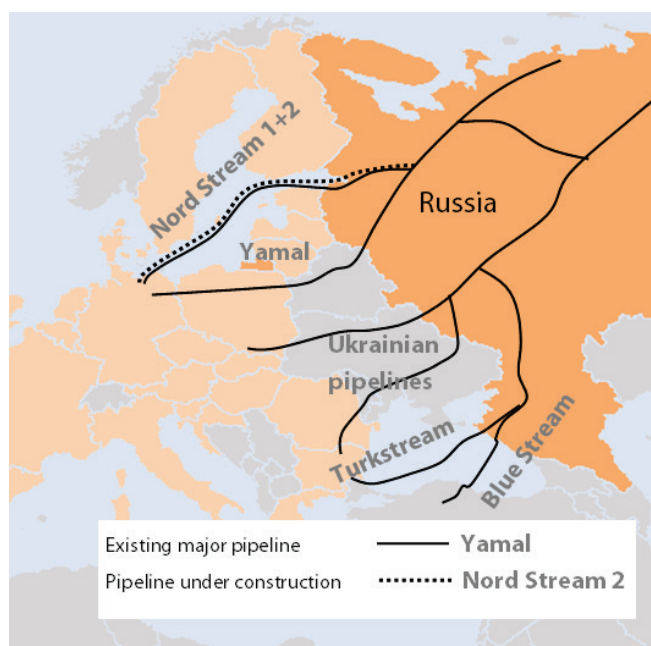 Nord Stream 1+2
Russia
Yamal
Ukrainian
pipelines
Turkstream
Blue Stream
Existing major pipeline Yamal
Pipeline under construction Nord Stream 2